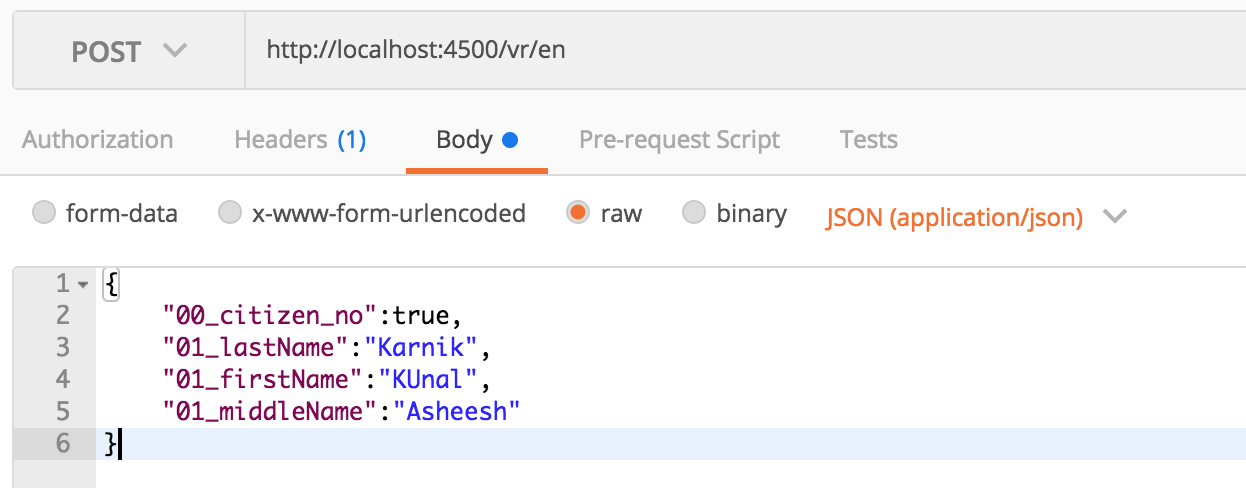 POST http://localhost:4500/vr/en
Authorization Headers (1) Body Pre-request Script Tests
form-data x-www-form-urlencoded raw binary JSON (application/json)
1 {
2 "00_citizen_no":true,
3 "01_lastName":"Karnik",
4 "01_firstName":"KUnal",
5 "01_middleName":"Asheesh"
6 }